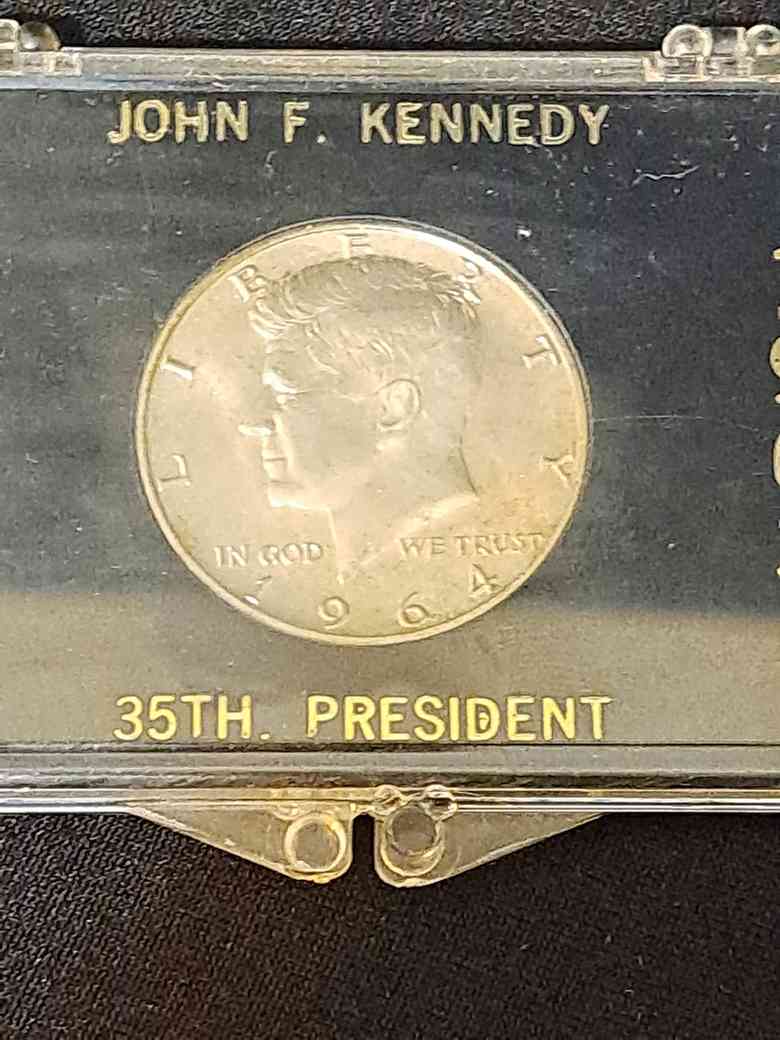 JOHN F. KENNEDY
LIBERTY
IN GOD WE TRUST
1964
35TH. PRESIDENT